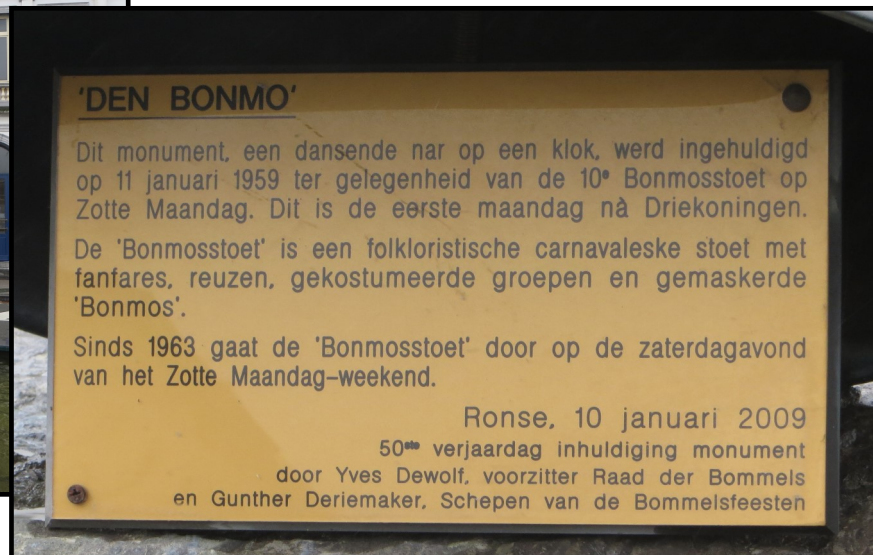 'DEN BONMO'
Dit monument, een dansende nar op een klok, werd ingehuldigd
op 11 januari 1959 ter gelegenheid van de 10e Bonmosstoet op
Zotte Maandag. Dit is de eerste maandag nà Driekoningen.
De 'Bonmosstoet' is een folkloristische carnavaleske stoet met
fanfares, reuzen, gekostumeerde groepen en gemaskerde
'Bonmos'.
Sinds 1963 gaat de 'Bonmosstoet' door op de zaterdagavond
van het Zotte Maandag-weekend.
Ronse, 10 januari 2009
50ste verjaardag inhuldiging monument
door Yves Dewolf, voorzitter Raad der Bommels
en Gunther Deriemaker, Schepen van de Bommelsfeesten